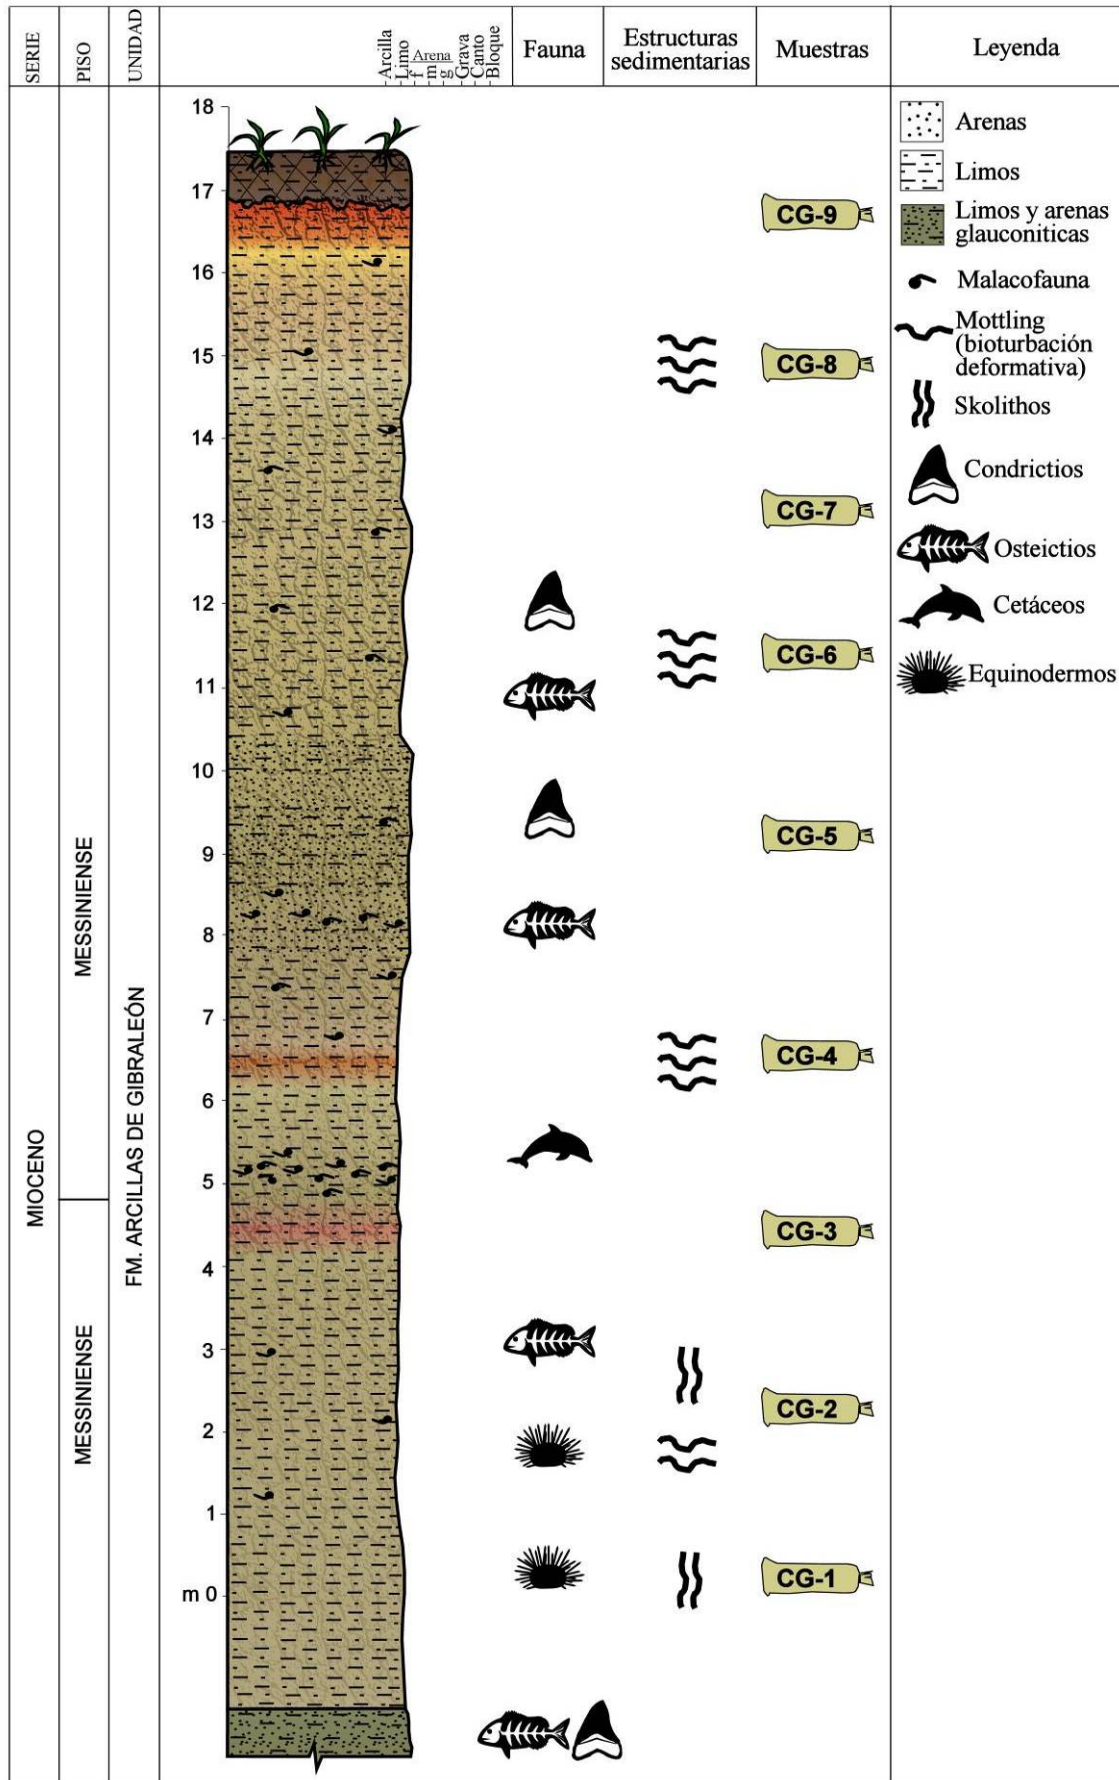 SERIE
PISO
UNIDAD
Arcilla
Limo
f
Arena
m
g
Grava
Canto
Bloque
Fauna
Estructuras
sedimentarias
Muestras
Leyenda
MIOCENO
MESSINIENSE
MESSINIENSE
FM. ARCILLAS DE GIBRALEÓN
18
17
16
15
14
13
12
11
10
9
8
7
6
5
4
3
2
1
m 0
CG-9
CG-8
CG-7
CG-6
CG-5
CG-4
CG-3
CG-2
CG-1
Arenas
Limos
Limos y arenas
glauconiticas
Malacofauna
Mottling
(bioturbación
deformativa)
Skolithos
Condrictios
Osteictios
Cetáceos
Equinodermos